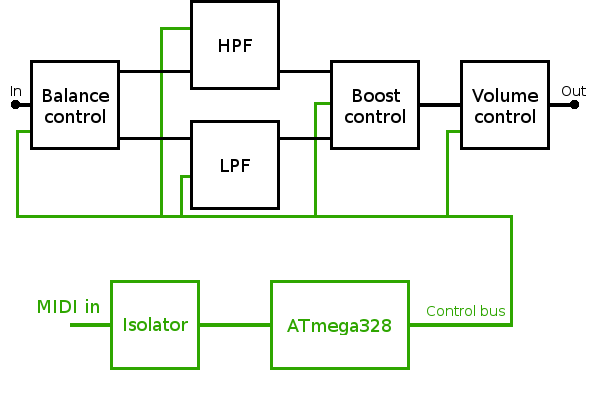 HPF
In
Balance
control
Boost
control
Volume
control
Out
LPF
MIDI in
Isolator
ATmega328
Control bus